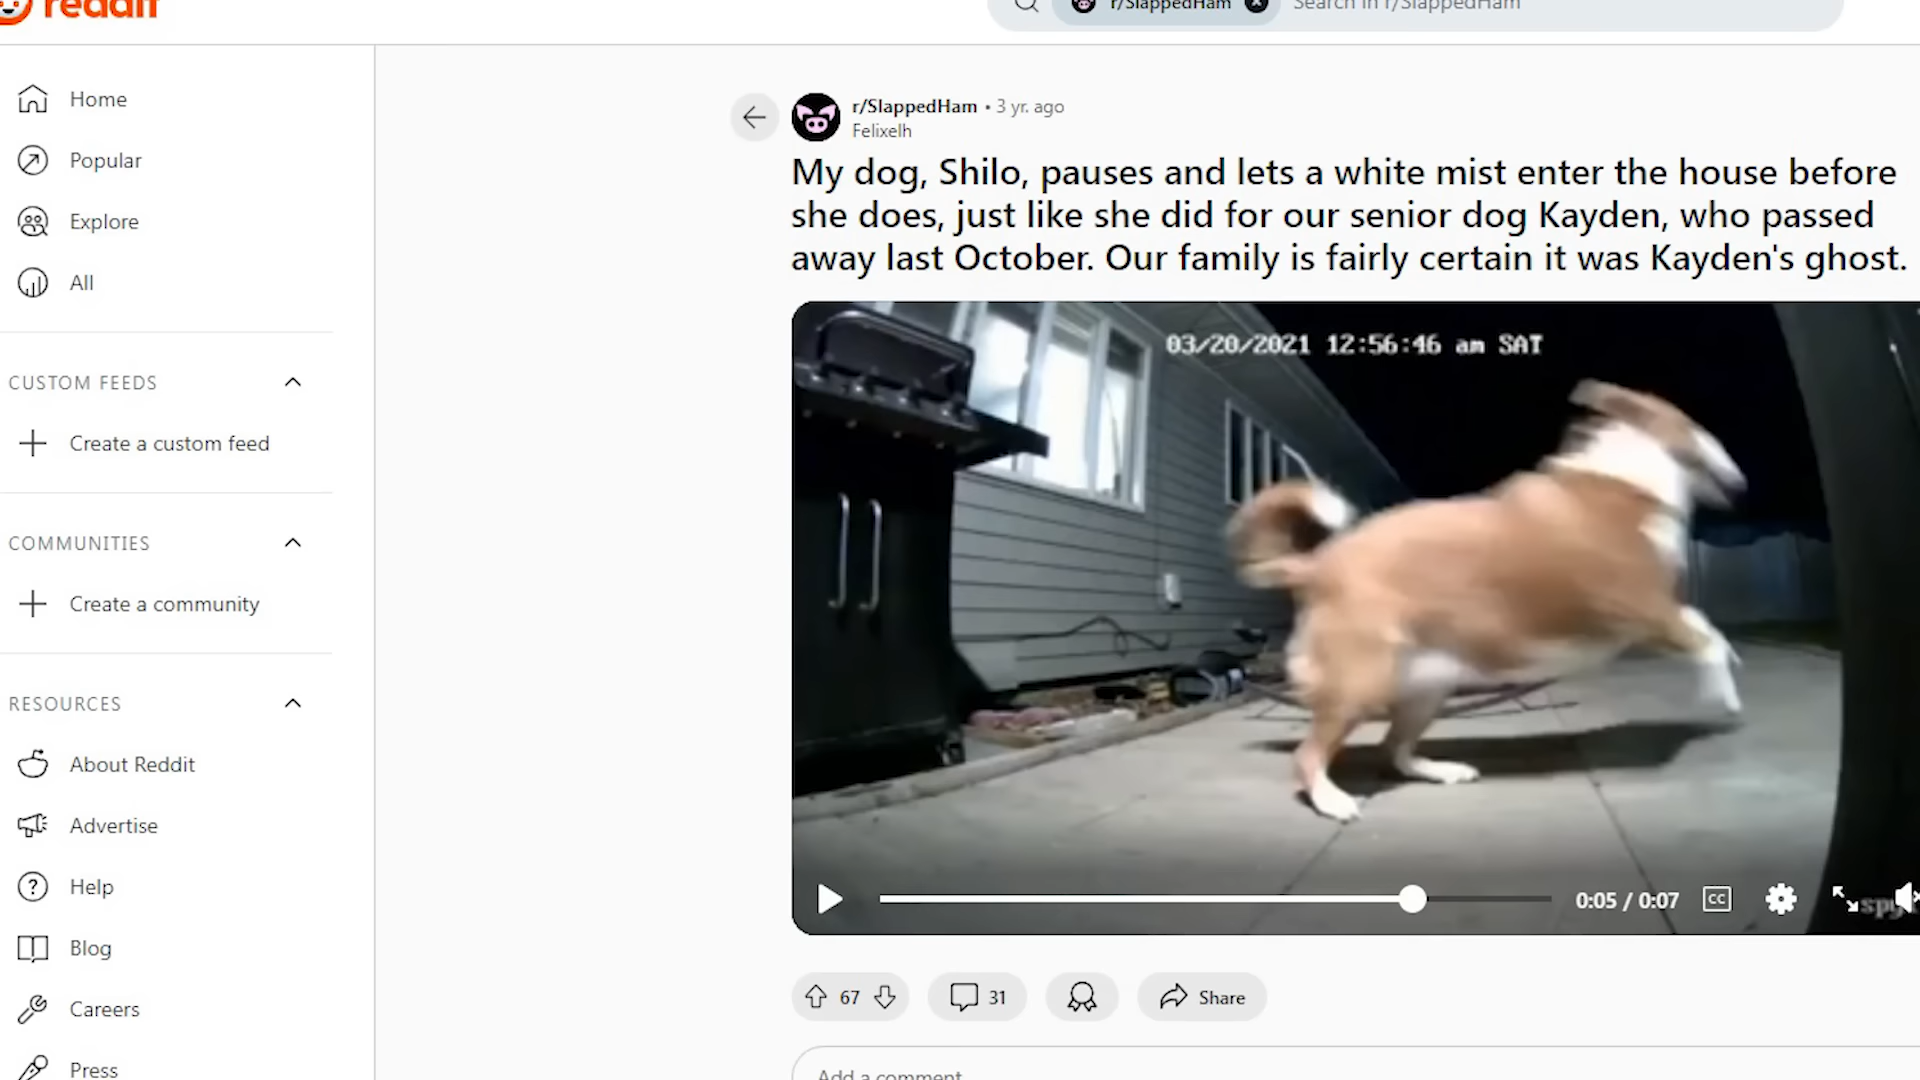 reddit
r/SlappedHam
Search in r/SlappedHam
Home
Popular
Explore
All
CUSTOM FEEDS
Create a custom feed
COMMUNITIES
Create a community
RESOURCES
About Reddit
Advertise
Help
Blog
Careers
Press
r/SlappedHam • 3 yr. ago
Felixelh
My dog, Shilo, pauses and lets a white mist enter the house before
she does, just like she did for our senior dog Kayden, who passed
away last October. Our family is fairly certain it was Kayden's ghost.
03/20/2021 12:56:46 am SAT
0:05 / 0:07
CC
67
31
Share
Add a comment